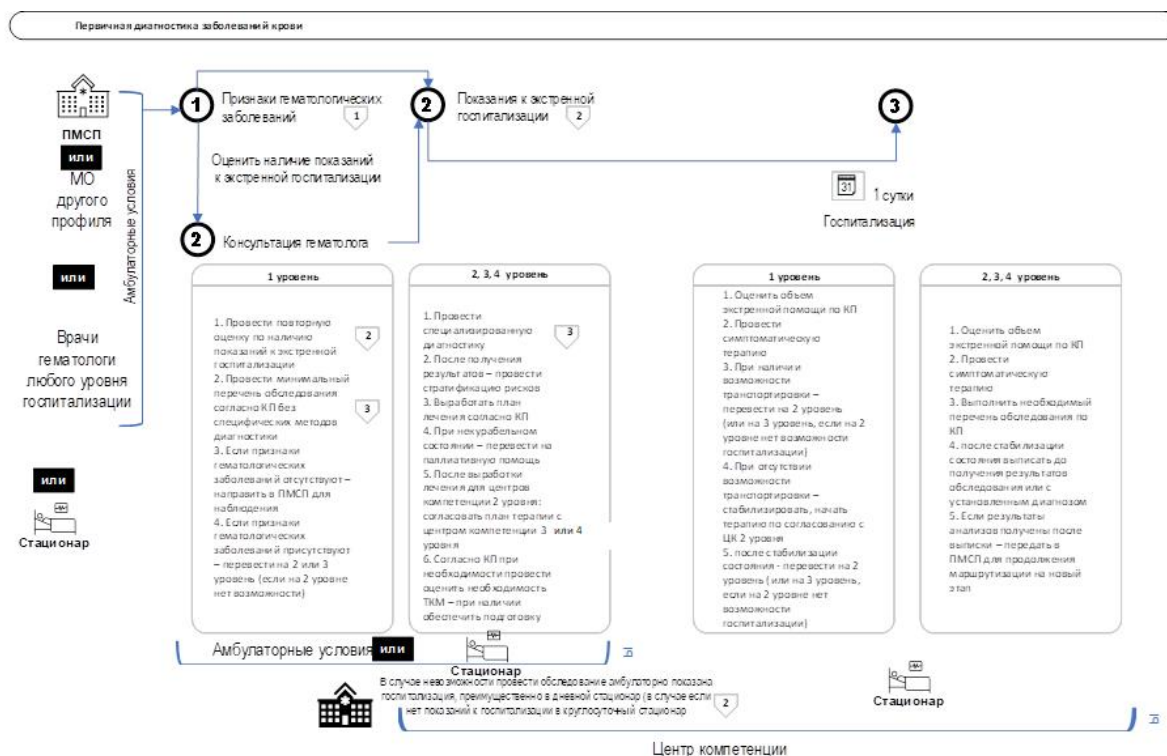 Первичная диагностика заболеваний крови
ПМСП
или
МО
другого
профиля
или
Врачи
гематологи
любого уровня
госпитализации
или
Стационар
Амбулаторные условия
1
Признаки гематологических
заболеваний
1
Оценить наличие показаний
к экстренной госпитализации
2
Консультация гематолога
2
Показания к экстренной
госпитализации
2
3
31
1 сутки
Госпитализация
1 уровень
1. Провести повторную
оценку по наличию
показаний к экстренной
госпитализации
2. Провести минимальный
перечень обследования
согласно КП без
специфических методов
диагностики
3. Если признаки
гематологических
заболеваний отсутствуют –
направить в ПМСП для
наблюдения
4. Если признаки
гематологических
заболеваний присутствуют
– перевести на 2 или 3
уровень (если на 2 уровне
нет возможности)
2
3
2, 3, 4 уровень
1. Провести
специализированную
диагностику
2. После получения
результатов – провести
стратификацию рисков
3. Выработать план
лечения согласно КП
4. При некурабельном
состоянии – перевести на
паллиативную помощь
5. После выработки
лечения для центров
компетенции 2 уровня:
согласовать план терапии с
центром компетенции 3 или 4
уровня
6. Согласно КП при
необходимости провести
оценить необходимость
ТКМ – при наличии
обеспечить подготовку
3
1 уровень
1. Оценить объем
экстренной помощи по КП
2. Провести
симптоматическую
терапию
3. При наличии
возможности
транспортировки –
перевести на 2 уровень
(или на 3 уровень, если на 2
уровне нет возможности
госпитализации)
4. При отсутствии
возможности
транспортировки –
стабилизировать, начать
терапию по согласованию с
ЦК 2 уровня
5. после стабилизации
состояния - перевести на 2
уровень ( или на 3 уровень,
если на 2 уровне нет
возможности
госпитализации)
2,3,4 уровень
1. Оценить объем
экстренной помощи по КП
2. Провести
симптоматическую
терапию
3. Выполнить необходимый
перечень обследования по
КП
4. после стабилизации
состояния выписать до
получения результатов
обследования или с
установленным диагнозом
5. Если результаты
анализов получены после
выписки – передать в
ПМСП для продолжения
маршрутизации на новый
этап
Амбулаторные условия
или
Стационар
В случае невозможности провести обследование амбулаторно показана
госпитализация, преимущественно в дневной стационар (в случае если
нет показаний к госпитализации в круглосуточный стационар
2
Стационар
Центр компетенции